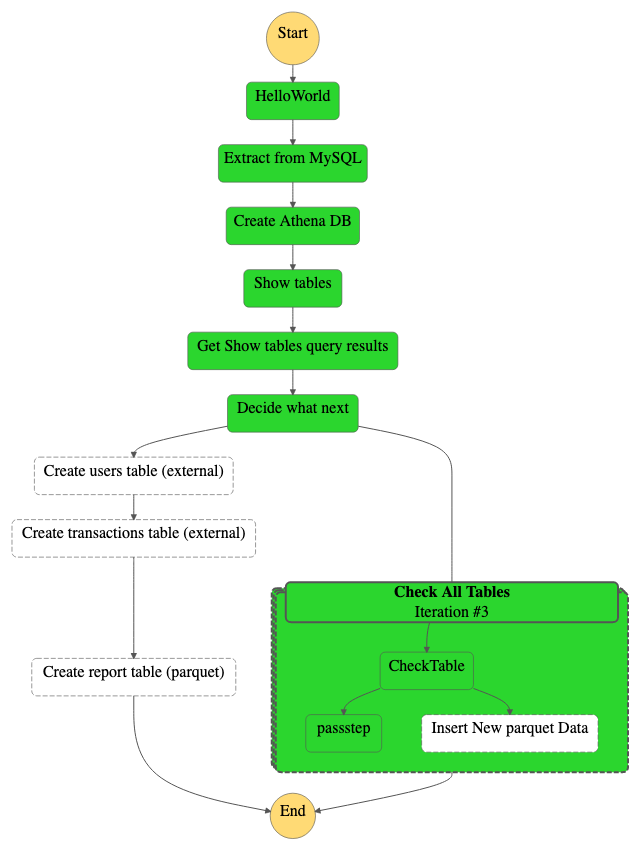 Start
HelloWorld
Extract from MySQL
Create Athena DB
Show tables
Get Show tables query results
Decide what next
Create users table (external)
Create transactions table (external)
Check All Tables
Iteration #3
CheckTable
Create report table (parquet)
passstep
Insert New parquet Data
End